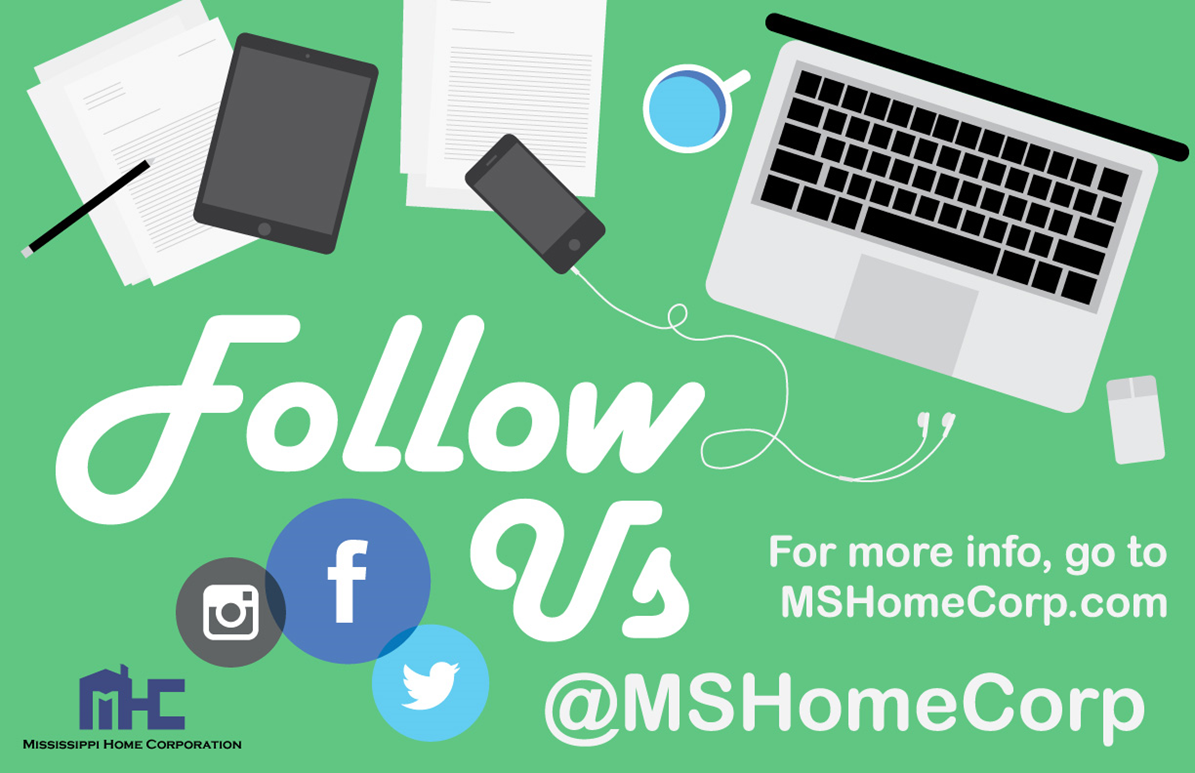 Follow
Us
For more info, go to
MSHomeCorp.com
@MSHomeCorp
f
MHC
Mississippi Home Corporation